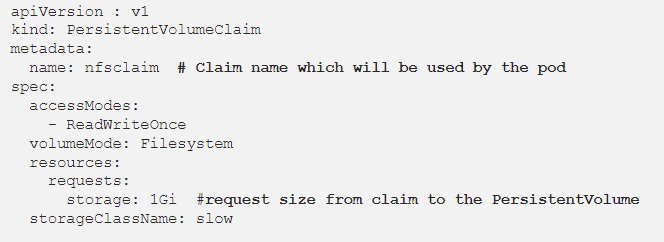 apiVersion : v1
kind: PersistentVolumeClaim
metadata:
  name: nfsclaim  # Claim name which will be used by the pod
spec:
  accessModes:
    - ReadWriteOnce
  volumeMode: Filesystem
  resources:
    requests:
      storage: 1Gi  #request size from claim to the PersistentVolume
  storageClassName: slow